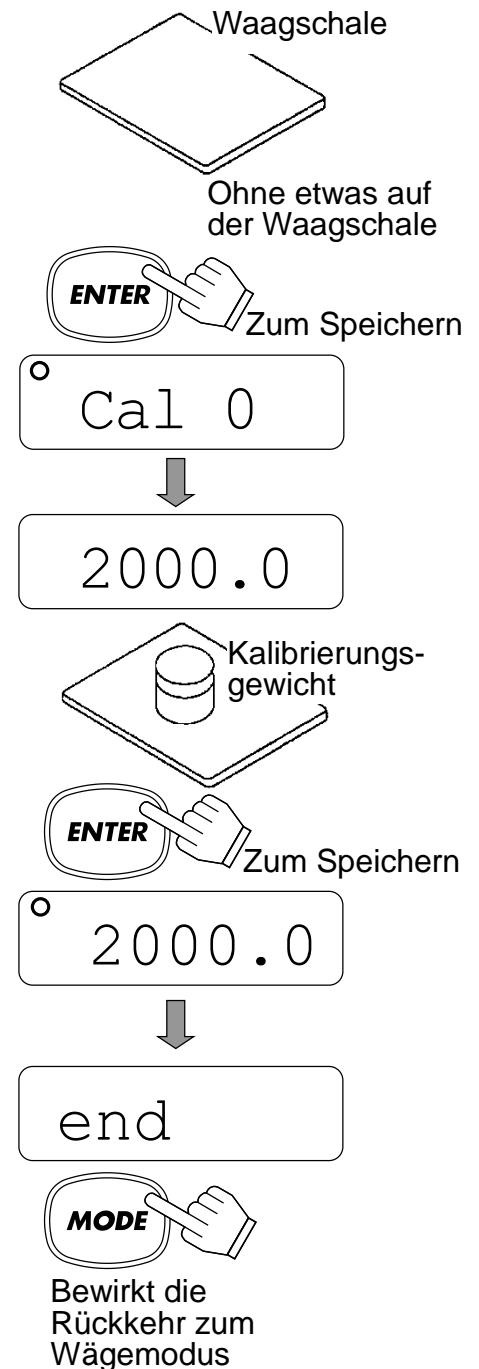 Waagschale
Ohne etwas auf
der Waagschale
ENTER
Zum Speichern
Cal 0
2000.0
Kalibrierungs-
gewicht
ENTER
Zum Speichern
2000.0
end
MODE
Bewirkt die
Rückkehr zum
Wägemodus